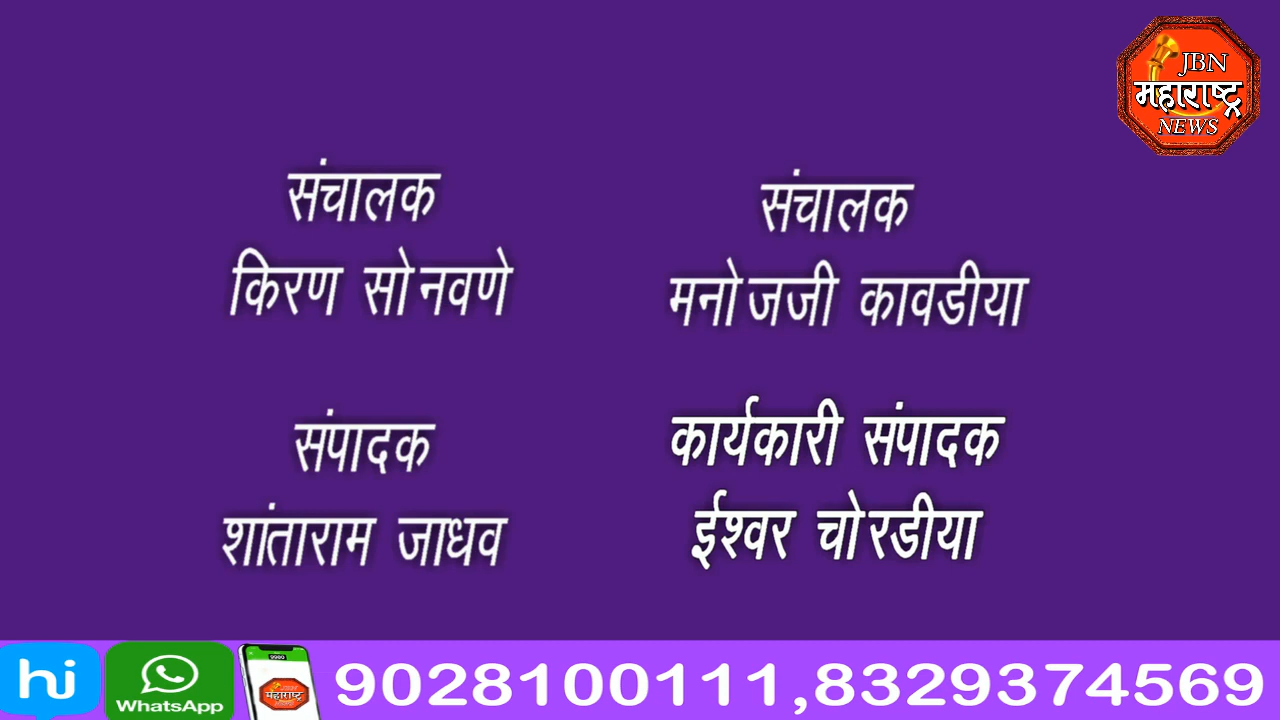 JBN
महाराष्ट्र
NEWS
संचालक
किरण सोनवणे
संचालक
मनोजजी कावडीया
संपादक
शांताराम जाधव
कार्यकारी संपादक
ईश्वर चोरडीया
hi
WhatsApp
महाराष्ट्र
9028100111,8329374569